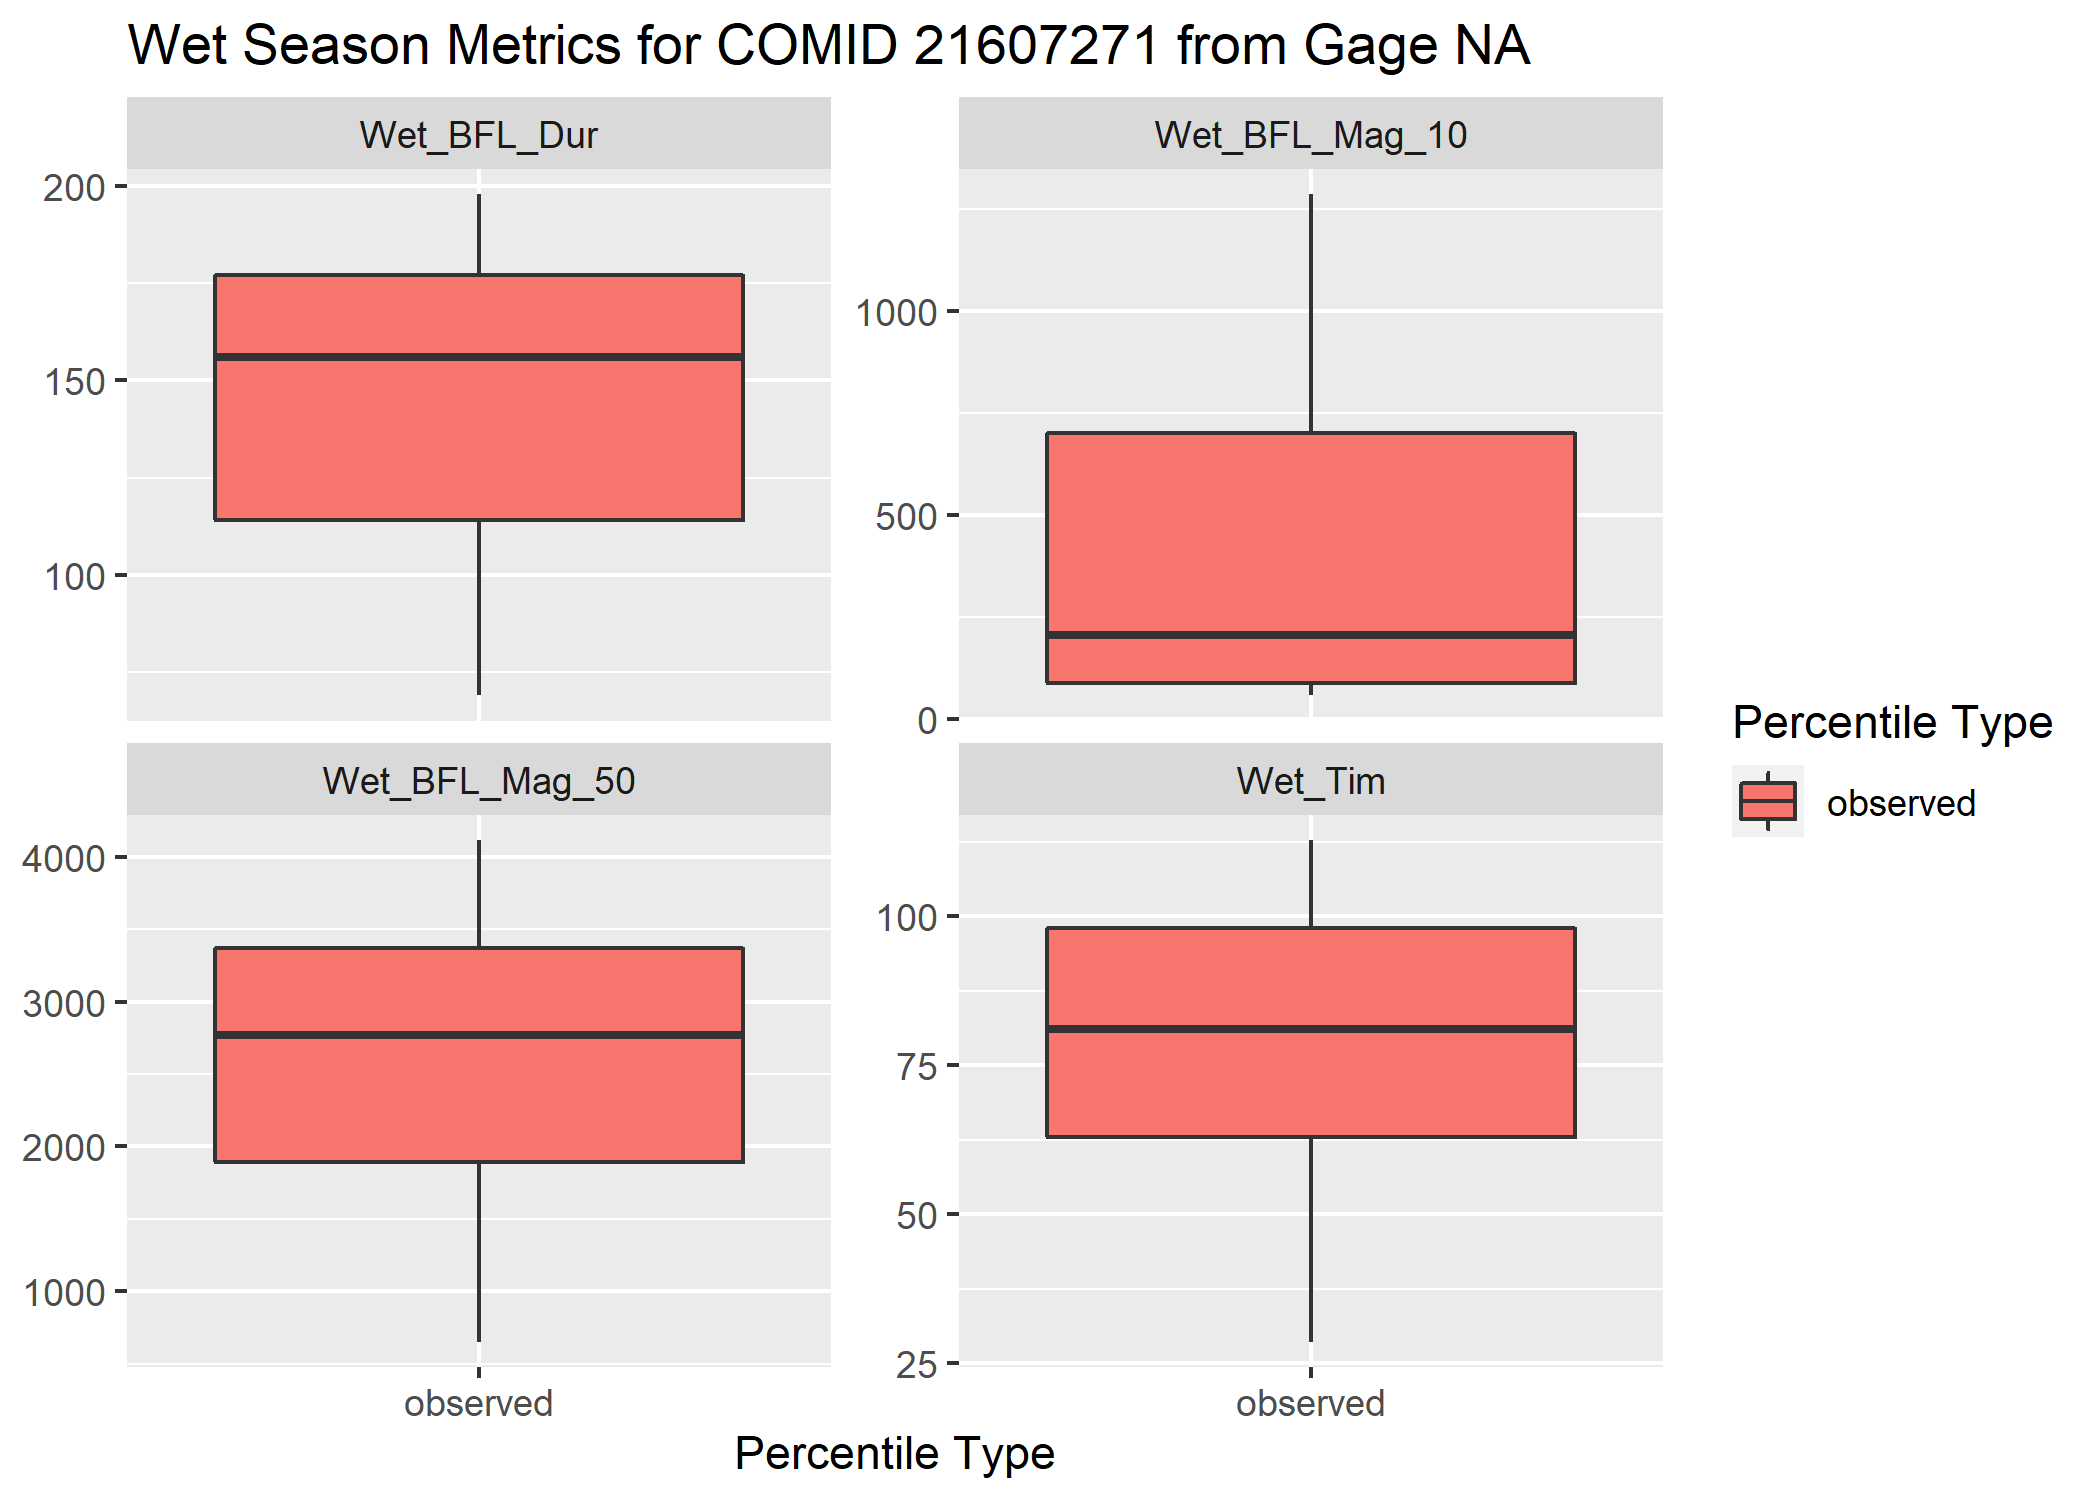 Wet Season Metrics for COMID 21607271 from Gage NA
Wet_BFL_Dur
200
150
100
Wet_BFL_Mag_10
1000
500
0
Wet_BFL_Mag_50
4000
3000
2000
1000
observed
Wet_Tim
100
75
50
25
observed
Percentile Type
Percentile Type
observed